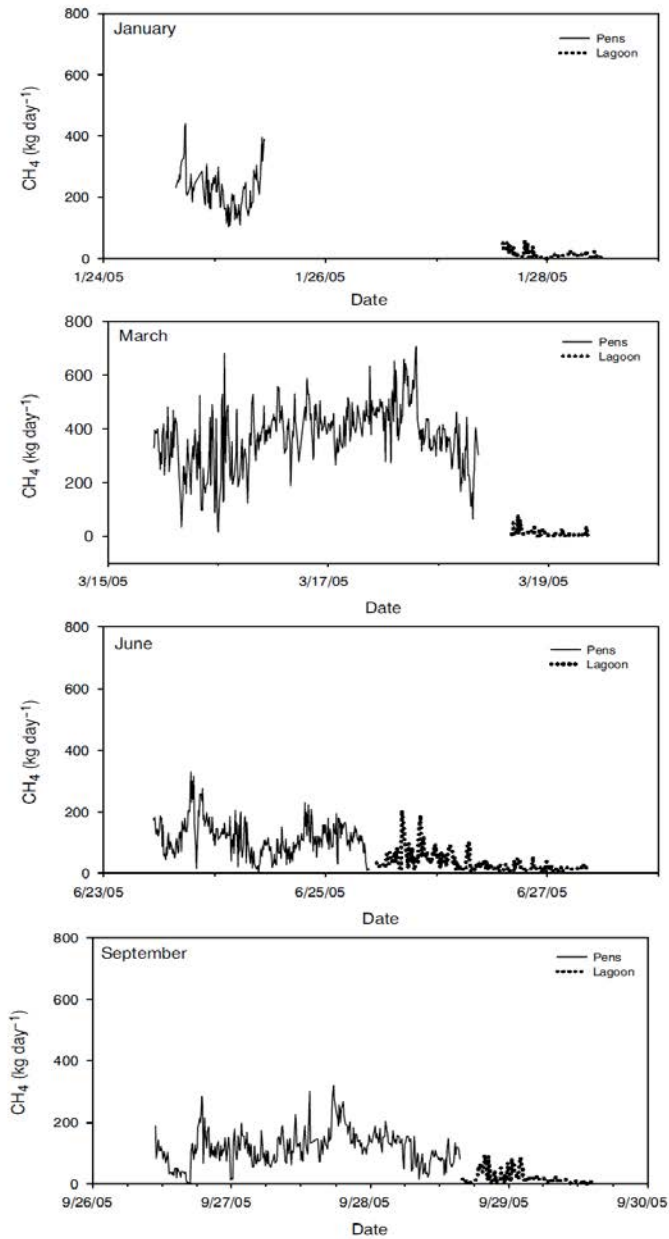 January
Pens
Lagoon
800
600
400
200
0
CH4 (kg day−1)
1/24/05
1/26/05
1/28/05
Date
March
Pens
Lagoon
800
600
400
200
0
CH4 (kg day−1)
3/15/05
3/17/05
3/19/05
Date
June
Pens
Lagoon
800
600
400
200
0
CH4 (kg day−1)
6/23/05
6/25/05
6/27/05
Date
September
Pens
Lagoon
800
600
400
200
0
CH4 (kg day−1)
9/26/05
9/27/05
9/28/05
9/29/05
9/30/05
Date